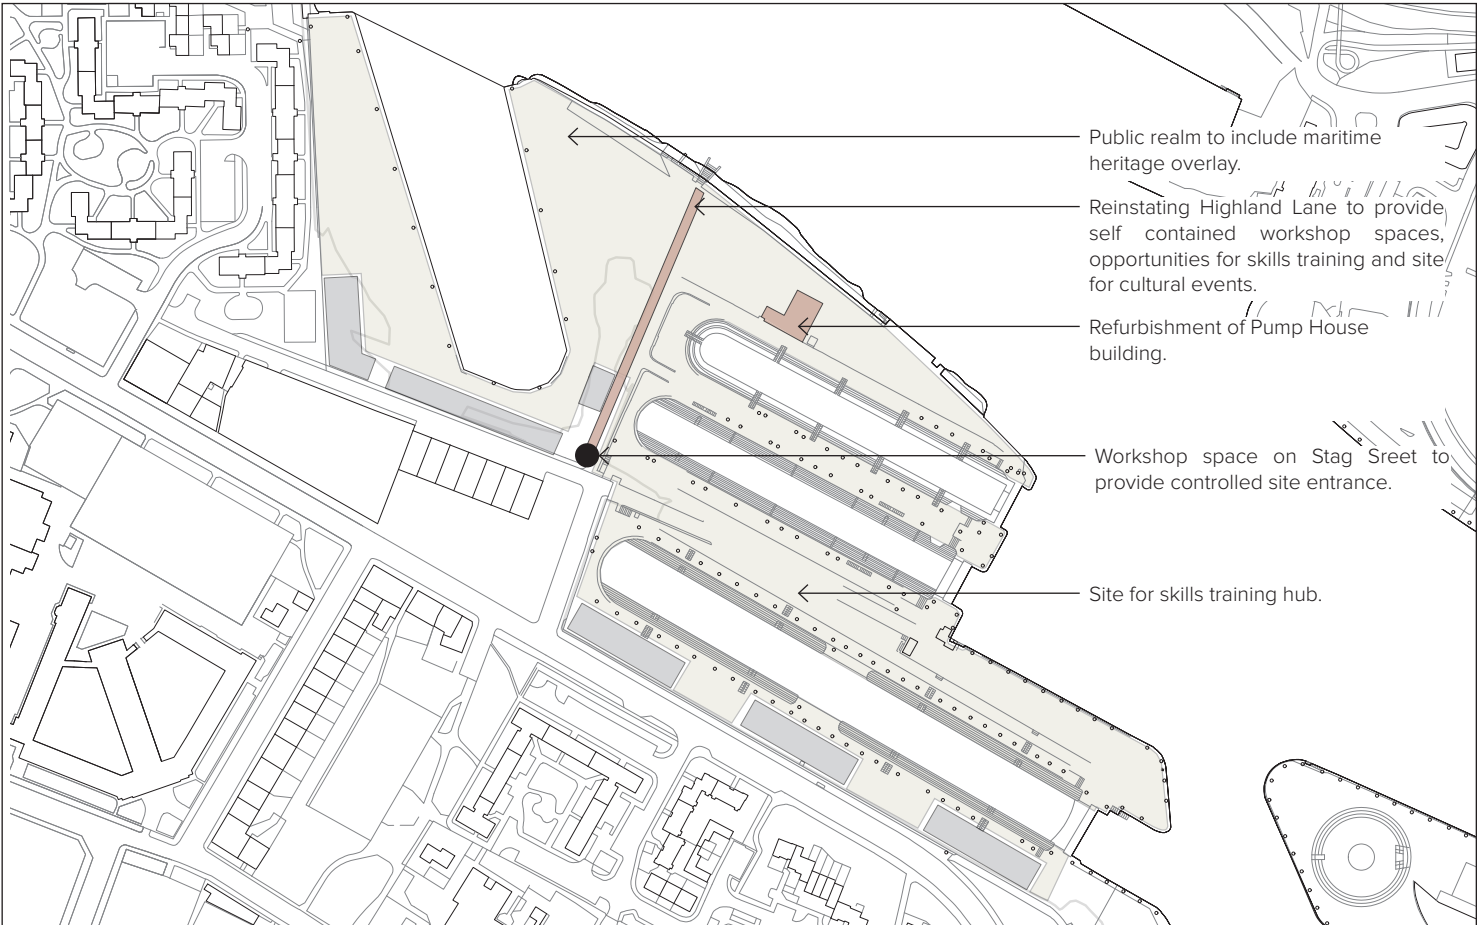 Public realm to include maritime
heritage overlay.
Reinstating Highland Lane to provide
self contained workshop spaces,
opportunities for skills training and site
for cultural events.
Refurbishment of Pump House
building.
Workshop space on Stag Sreet to
provide controlled site entrance.
Site for skills training hub.